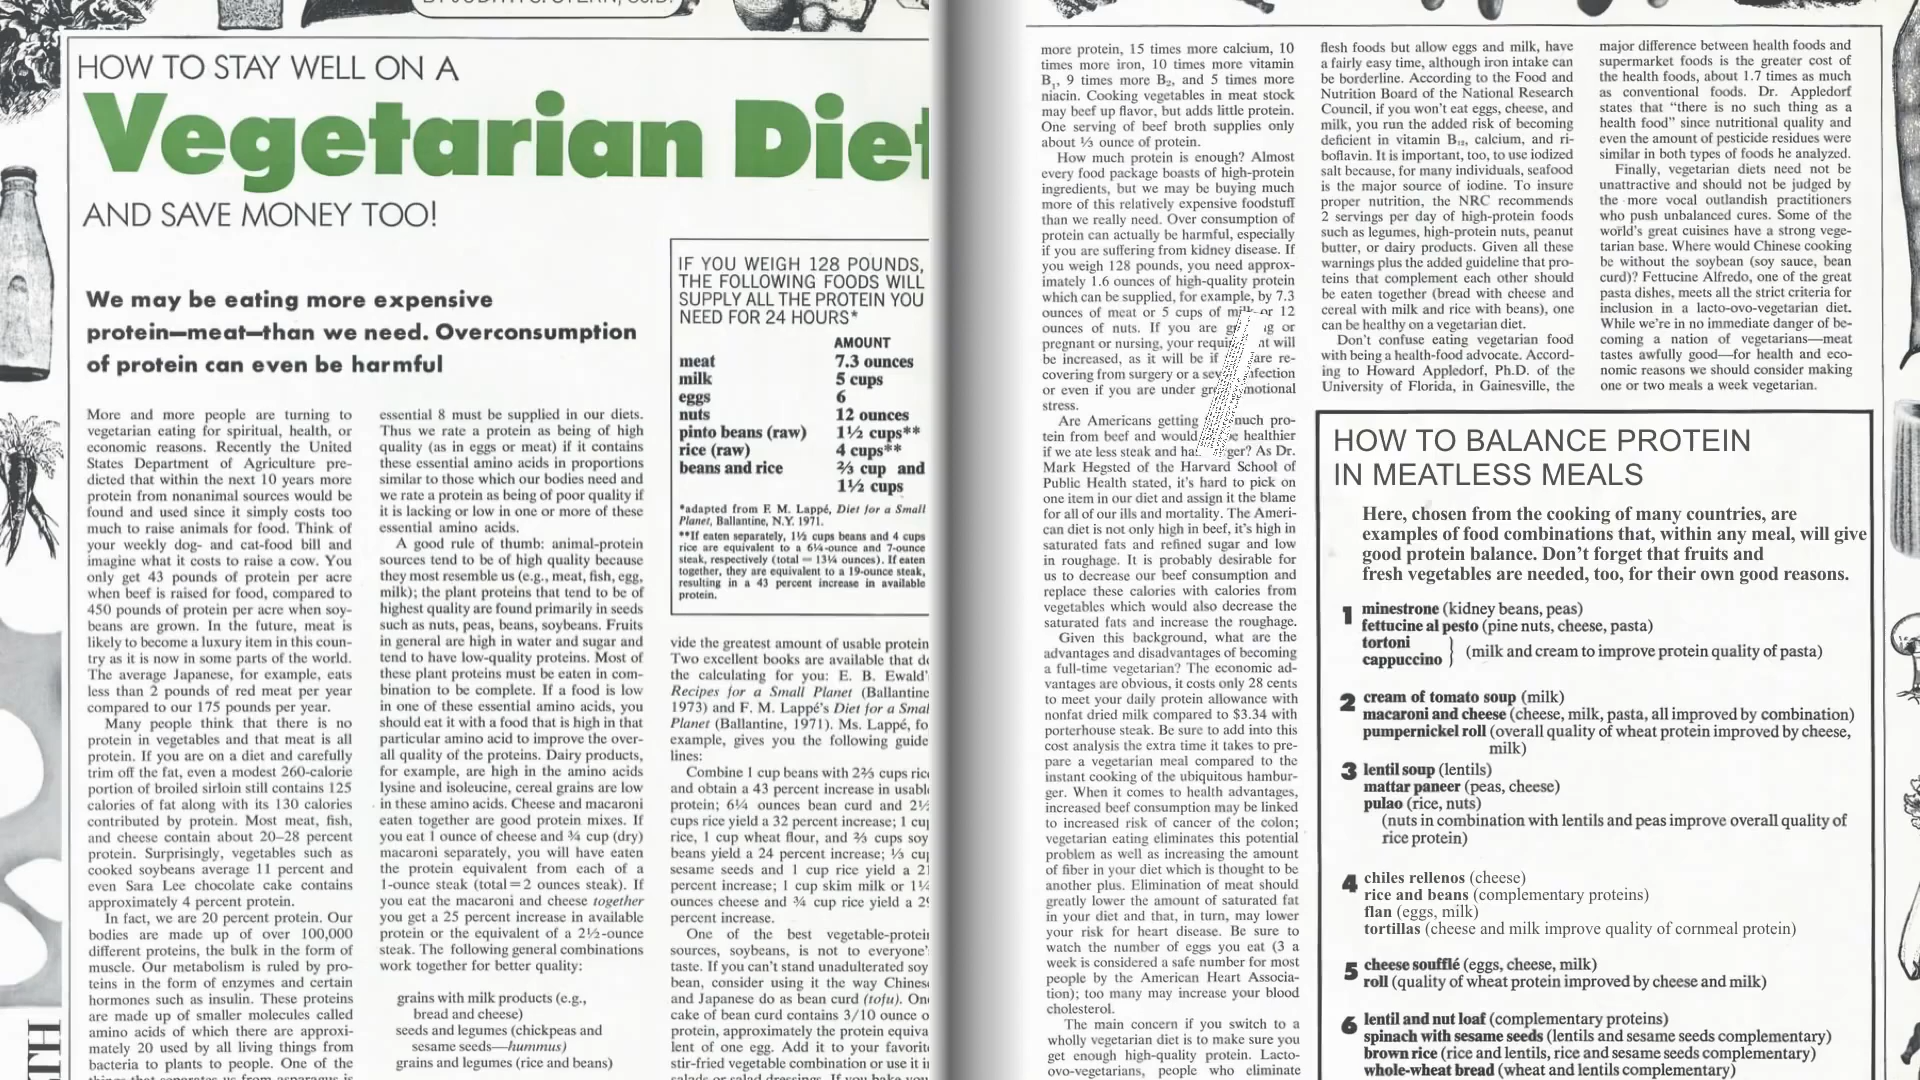 HOW TO STAY WELL ON A
Vegetarian Diet
AND SAVE MONEY TOO!
We may be eating more expensive
protein—meat—than we need. Overconsumption
of protein can even be harmful
More and more people are turning to
vegetarian eating for spiritual, health, or
economic reasons. Recently the United
States Department of Agriculture pre-
dicted that within the next 10 years more
protein from nonanimal sources would be
found and used since it simply costs too
much to raise animals for food. Think of
your weekly dog- and cat-food bill and
imagine what it costs to raise a cow. You
only get 43 pounds of protein per acre
when beef is raised for food, compared to
450 pounds of protein per acre when soy-
beans are grown. In the future, meat is
likely to become a luxury item in this coun-
try as it is now in some parts of the world.
The average Japanese, for example, eats
less than 2 pounds of red meat per year
compared to our 175 pounds per year.
Many people think that there is no
protein in vegetables and that meat is all
protein. If you are on a diet and carefully
trim off the fat, even a modest 260-calorie
portion of broiled sirloin still contains 125
calories of fat along with its 130 calories
contributed by protein. Most meat, fish,
and cheese contain about 20–28 percent
protein. Surprisingly, vegetables such as
cooked soybeans average 11 percent and
even Sara Lee chocolate cake contains
approximately 4 percent protein.
In fact, we are 20 percent protein. Our
bodies are made up of over 100,000
different proteins, the bulk in the form of
muscle. Our metabolism is ruled by pro-
teins in the form of enzymes and certain
hormones such as insulin. These proteins
are made up of smaller molecules called
amino acids of which there are approxi-
mately 20 used by all living things from
bacteria to plants to people. One of the
essential 8 must be supplied in our diets.
Thus we rate a protein as being of high
quality (as in eggs or meat) if it contains
these essential amino acids in proportions
similar to those which our bodies need and
we rate a protein as being of poor quality if
it is lacking or low in one or more of these
essential amino acids.
A good rule of thumb: animal-protein
sources tend to be of high quality because
they most resemble us (e.g., meat, fish, egg,
milk); the plant proteins that tend to be of
highest quality are found primarily in seeds
such as nuts, peas, beans, soybeans. Fruits
in general are high in water and sugar and
tend to have low-quality proteins. Most of
these plant proteins must be eaten in com-
bination to be complete. If a food is low
in one of these essential amino acids, you
should eat it with a food that is high in that
particular amino acid to improve the over-
all quality of the proteins. Dairy products,
for example, are high in the amino acids
lysine and isoleucine, cereal grains are low
in these amino acids. Cheese and macaroni
eaten together are good protein mixes. If
you eat 1 ounce of cheese and ¾ cup (dry)
macaroni separately, you will have eaten
the protein equivalent from each of a
1-ounce steak (total=2 ounces steak). If
you eat the macaroni and cheese together
you get a 25 percent increase in available
protein or the equivalent of a 2½-ounce
steak. The following general combinations
work together for better quality:
grains with milk products (e.g.,
bread and cheese)
seeds and legumes (chickpeas and
sesame seeds—hummus)
grains and legumes (rice and beans)
IF YOU WEIGH 128 POUNDS,
THE FOLLOWING FOODS WILL
SUPPLY ALL THE PROTEIN YOU
NEED FOR 24 HOURS*
AMOUNT
meat 7.3 ounces
milk 5 cups
eggs 6
nuts 12 ounces
pinto beans (raw) 1½ cups**
rice (raw) 4 cups**
beans and rice ⅔ cup and
1½ cups
*adapted from F. M. Lappé, Diet for a Small
Planet, Ballantine, N.Y. 1971.
**If eaten separately, 1½ cups beans and 4 cups
rice are equivalent to a 6¼-ounce and 7-ounce
steak, respectively (total = 13¼ ounces). If eaten
together, they are equivalent to a 19-ounce steak,
resulting in a 43 percent increase in available
protein.
vide the greatest amount of usable protein
Two excellent books are available that
the calculating for you: E. B. Ewald'
Recipes for a Small Planet (Ballantine
1973) and F. M. Lappé's Diet for a
Planet (Ballantine, 1971). Ms. Lappé,
example, gives you the following guide
lines:
Combine 1 cup beans with 2⅔ cups
and obtain a 43 percent increase in
protein; 6¼ ounces bean curd and
cups rice yield a 32 percent increase; 1
rice, 1 cup wheat flour, and ⅔ cups soy
beans yield a 24 percent increase; ⅓
sesame seeds and 1 cup rice yield a
percent increase; 1 cup skim milk or
ounces cheese and ¾ cup rice yield a
percent increase.
One of the best vegetable-protein
sources, soybeans, is not to everyone'
taste. If you can't stand unadulterated soy
bean, consider using it the way
and Japanese do as bean curd (tofu).
cake of bean curd contains 3/10 ounce
protein, approximately the protein equiva
lent of one egg. Add it to your
stir-fried vegetable combination or use it
more protein, 15 times more calcium, 10
times more iron, 10 times more vitamin
B₁, 9 times more B₂, and 5 times more
niacin. Cooking vegetables in meat stock
may beef up flavor, but adds little protein.
One serving of beef broth supplies only
about ⅓ ounce of protein.
How much protein is enough? Almost
every food package boasts of high-protein
ingredients, but we may be buying much
more of this relatively expensive foodstuff
than we really need. Over consumption of
protein can actually be harmful, especially
if you are suffering from kidney disease. If
you weigh 128 pounds, you need approx-
imately 1.6 ounces of high-quality protein
which can be supplied, for example, by 7.3
ounces of meat or 5 cups of milk or 12
ounces of nuts. If you are or
pregnant or nursing, your will
be increased, as it will be if are re-
covering from surgery or a
or even if you are under
stress.
Are Americans getting much pro-
tein from beef and would healthier
if we ate less steak and As Dr.
Mark Hegsted of the Harvard School of
Public Health stated, it's hard to pick on
one item in our diet and assign it the blame
for all of our ills and mortality. The Ameri-
can diet is not only high in beef, it's high in
saturated fats and refined sugar and low
in roughage. It is probably desirable for
us to decrease our beef consumption and
replace these calories with calories from
vegetables which would also decrease the
saturated fats and increase the roughage.
Given this background, what are the
advantages and disadvantages of becoming
a full-time vegetarian? The economic ad-
vantages are obvious, it costs only 28 cents
to meet your daily protein allowance with
nonfat dried milk compared to $3.34 with
porterhouse steak. Be sure to add into this
cost analysis the extra time it takes to pre-
pare a vegetarian meal compared to the
instant cooking of the ubiquitous hambur-
ger. When it comes to health advantages,
increased beef consumption may be linked
to increased risk of cancer of the colon;
vegetarian eating eliminates this potential
problem as well as increasing the amount
of fiber in your diet which is thought to be
another plus. Elimination of meat should
greatly lower the amount of saturated fat
in your diet and that, in turn, may lower
your risk for heart disease. Be sure to
watch the number of eggs you eat (3 a
week is considered a safe number for most
people by the American Heart Associa-
tion); too many may increase your blood
cholesterol.
The main concern if you switch to a
wholly vegetarian diet is to make sure you
get enough high-quality protein. Lacto-
ovo-vegetarians, people who eliminate
flesh foods but allow eggs and milk, have
a fairly easy time, although iron intake can
be borderline. According to the Food and
Nutrition Board of the National Research
Council, if you won't eat eggs, cheese, and
milk, you run the added risk of becoming
deficient in vitamin B₁₂, calcium, and ri-
boflavin. It is important, too, to use iodized
salt because, for many individuals, seafood
is the major source of iodine. To insure
proper nutrition, the NRC recommends
2 servings per day of high-protein foods
such as legumes, high-protein nuts, peanut
butter, or dairy products. Given all these
warnings plus the added guideline that pro-
teins that complement each other should
be eaten together (bread with cheese and
cereal with milk and rice with beans), one
can be healthy on a vegetarian diet.
Don't confuse eating vegetarian food
with being a health-food advocate. Accord-
ing to Howard Appledorf, Ph.D. of the
University of Florida, in Gainesville, the
major difference between health foods and
supermarket foods is the greater cost of
the health foods, about 1.7 times as much
as conventional foods. Dr. Appledorf
states that "there is no such thing as a
health food" since nutritional quality and
even the amount of pesticide residues were
similar in both types of foods he analyzed.
Finally, vegetarian diets need not be
unattractive and should not be judged by
the more vocal outlandish practitioners
who push unbalanced cures. Some of the
world's great cuisines have a strong vege-
tarian base. Where would Chinese cooking
be without the soybean (soy sauce, bean
curd)? Fettucine Alfredo, one of the great
pasta dishes, meets all the strict criteria for
inclusion in a lacto-ovo-vegetarian diet.
While we're in no immediate danger of be-
coming a nation of vegetarians—meat
tastes awfully good—for health and eco-
nomic reasons we should consider making
one or two meals a week vegetarian.
HOW TO BALANCE PROTEIN
IN MEATLESS MEALS
Here, chosen from the cooking of many countries, are
examples of food combinations that, within any meal, will give
good protein balance. Don't forget that fruits and
fresh vegetables are needed, too, for their own good reasons.
1 minestrone (kidney beans, peas)
fettucine al pesto (pine nuts, cheese, pasta)
tortoni
cappuccino } (milk and cream to improve protein quality of pasta)
2 cream of tomato soup (milk)
macaroni and cheese (cheese, milk, pasta, all improved by combination)
pumpernickel roll (overall quality of wheat protein improved by cheese,
milk)
3 lentil soup (lentils)
mattar paneer (peas, cheese)
pulao (rice, nuts)
(nuts in combination with lentils and peas improve overall quality of
rice protein)
4 chiles rellenos (cheese)
rice and beans (complementary proteins)
flan (eggs, milk)
tortillas (cheese and milk improve quality of cornmeal protein)
5 cheese soufflé (eggs, cheese, milk)
roll (quality of wheat protein improved by cheese and milk)
6 lentil and nut loaf (complementary proteins)
spinach with sesame seeds (lentils and sesame seeds complementary)
brown rice (rice and lentils, rice and sesame seeds complementary)
whole-wheat bread (wheat and lentils complementary)